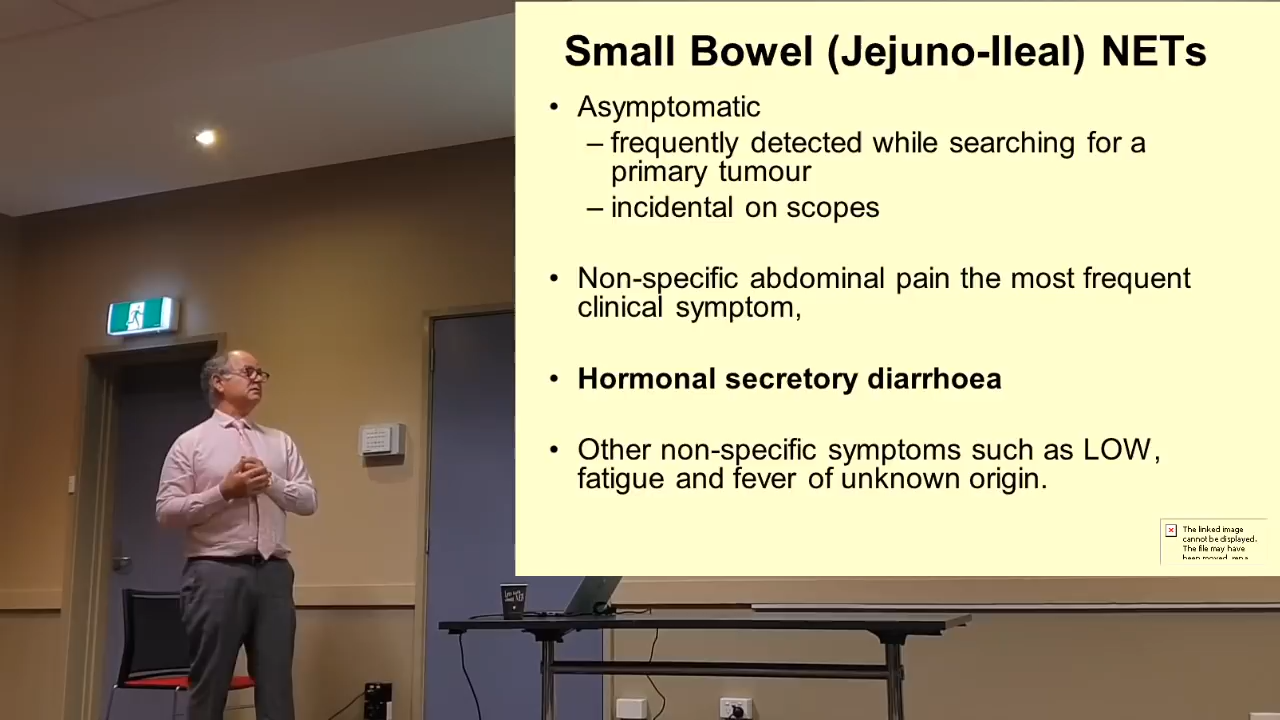 Small Bowel (Jejuno-Ileal) NETs
• Asymptomatic
– frequently detected while searching for a
primary tumour
– incidental on scopes
• Non-specific abdominal pain the most frequent
clinical symptom,
• Hormonal secretory diarrhoea
• Other non-specific symptoms such as LOW,
fatigue and fever of unknown origin.
The linked image
cannot be displayed.
The file may have
been moved,